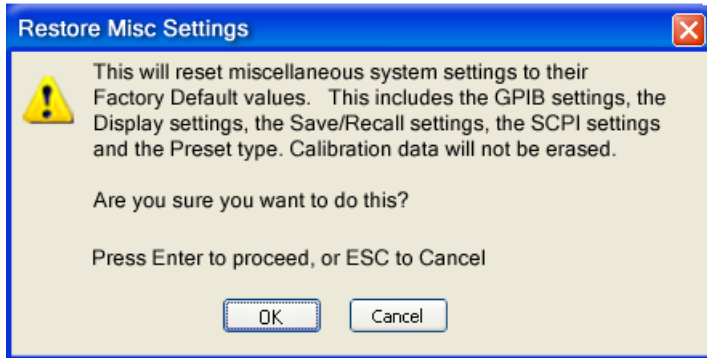 Restore Misc Settings
This will reset miscellaneous system settings to their
Factory Default values.   This includes the GPIB settings, the
Display settings, the Save/Recall settings, the SCPI settings
and the Preset type. Calibration data will not be erased.
Are you sure you want to do this?
Press Enter to proceed, or ESC to Cancel
OK
Cancel